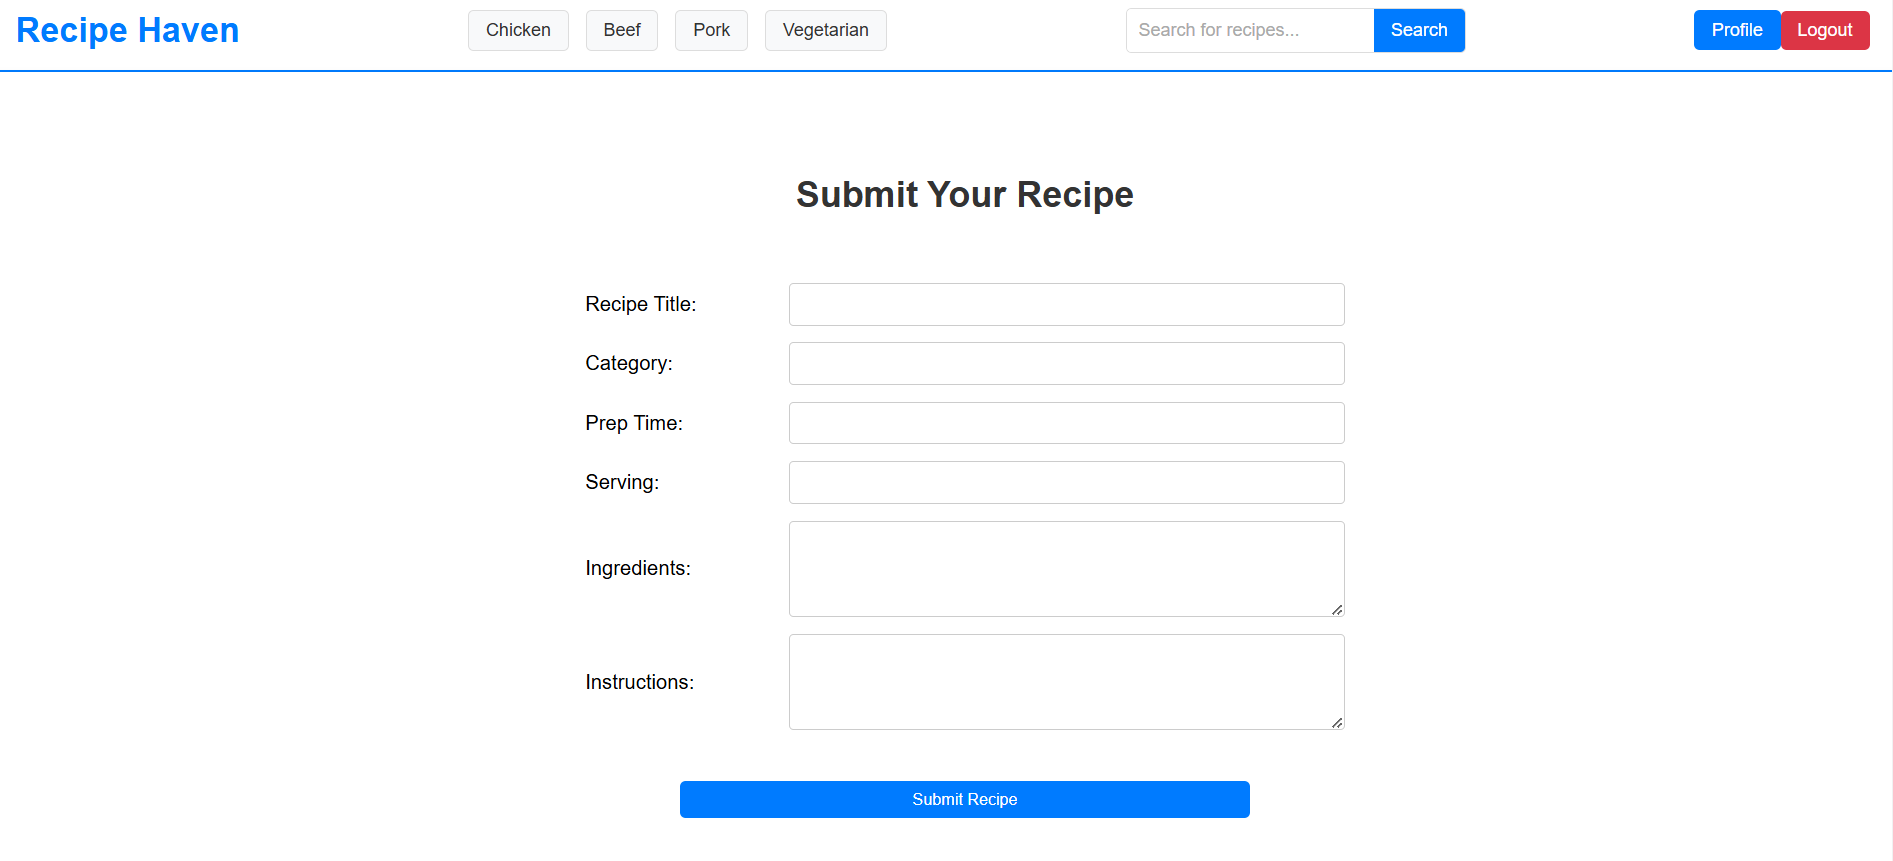 Recipe Haven
Chicken Beef Pork Vegetarian
Search for recipes... Search
Profile Logout
Submit Your Recipe
Recipe Title:
Category:
Prep Time:
Serving:
Ingredients:
Instructions:
Submit Recipe